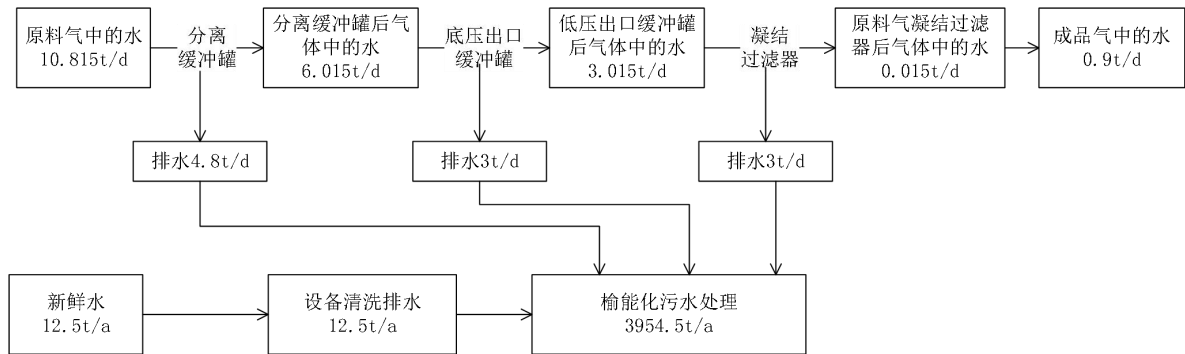 原料气中的水
10.815t/d
分离
缓冲罐
分离缓冲罐后气
体中的水
6.015t/d
底压出口
缓冲罐
低压出口缓冲罐
后气体中的水
3.015t/d
凝结
过滤器
原料气凝结过滤
器后气体中的水
0.015t/d
成品气中的水
0.9t/d
排水4.8t/d
排水3t/d
排水3t/d
新鲜水
12.5t/a
设备清洗排水
12.5t/a
榆能化污水处理
3954.5t/a